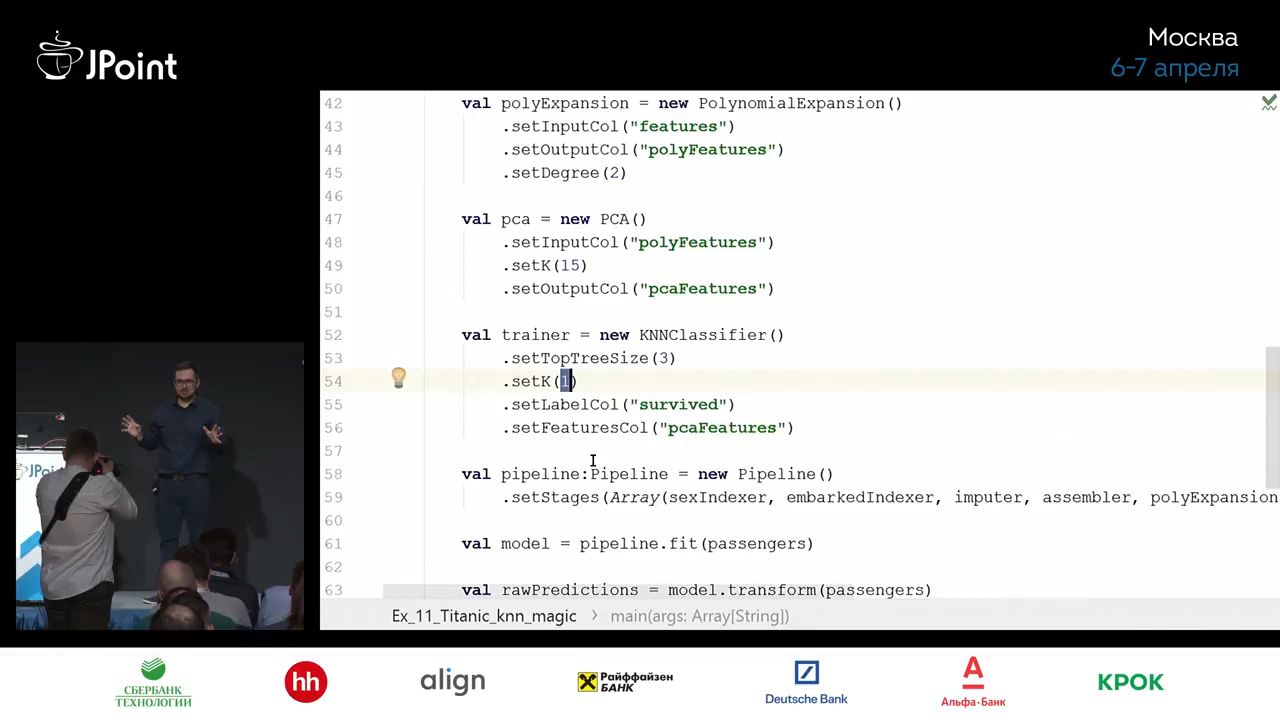 JPoint
Москва
6-7 апреля
42 val polyExpansion = new PolynomialExpansion()
43 .setInputCol("features")
44 .setOutputCol("polyFeatures")
45 .setDegree(2)
46
47 val pca = new PCA()
48 .setInputCol("polyFeatures")
49 .setK(15)
50 .setOutputCol("pcaFeatures")
51
52 val trainer = new KNNClassifier()
53 .setTopTreeSize(3)
54 .setK(1)
55 .setLabelCol("survived")
56 .setFeaturesCol("pcaFeatures")
57
58 val pipeline:Pipeline = new Pipeline()
59 .setStages(Array(sexIndexer, embarkedIndexer, imputer, assembler, polyExpansion
60
61 val model = pipeline.fit(passengers)
62
63 val rawPredictions = model.transform(passengers)
Ex_11_Titanic_knn_magic > main(args: Array[String])
JPoint
СБЕРБАНК
ТЕХНОЛОГИИ
hh
align
Райффайзен
БАНК
Deutsche Bank
А
Альфа·Банк
КРОК